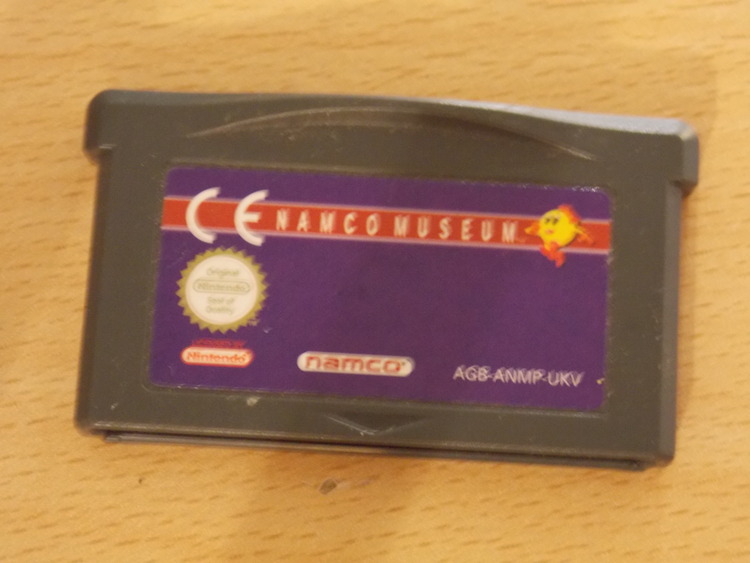 CE NAMCO MUSEUM
Original
Nintendo
Seal of
Quality
LICENSED BY
Nintendo
namco
AGB-ANMP-UKV